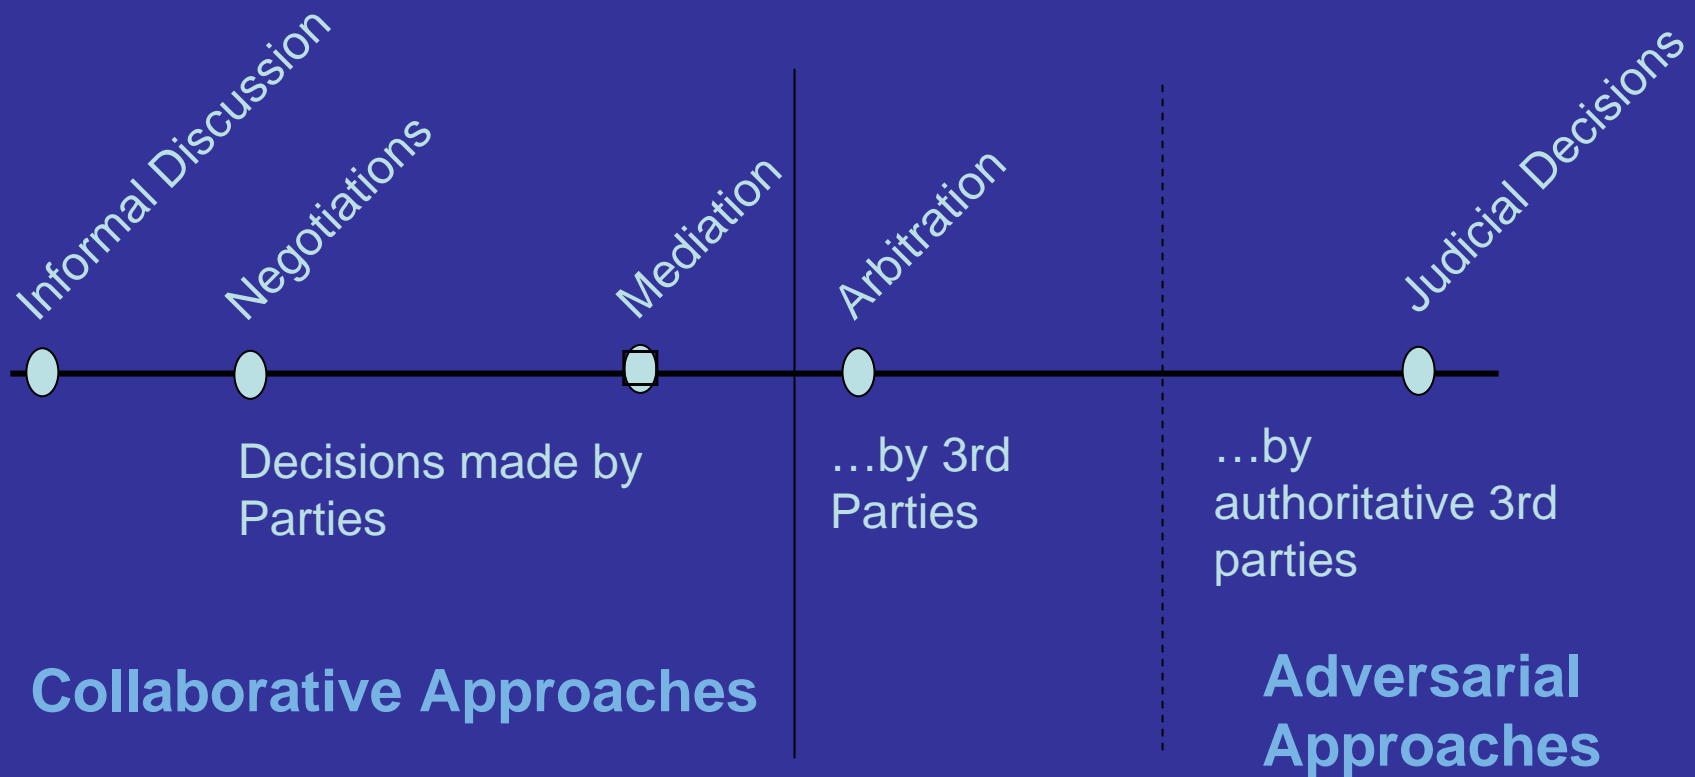 Informal Discussion
Negotiations
Mediation
Arbitration
Judicial Decisions
Decisions made by
Parties
…by 3rd
Parties
…by
authoritative 3rd
parties
Collaborative Approaches
Adversarial
Approaches